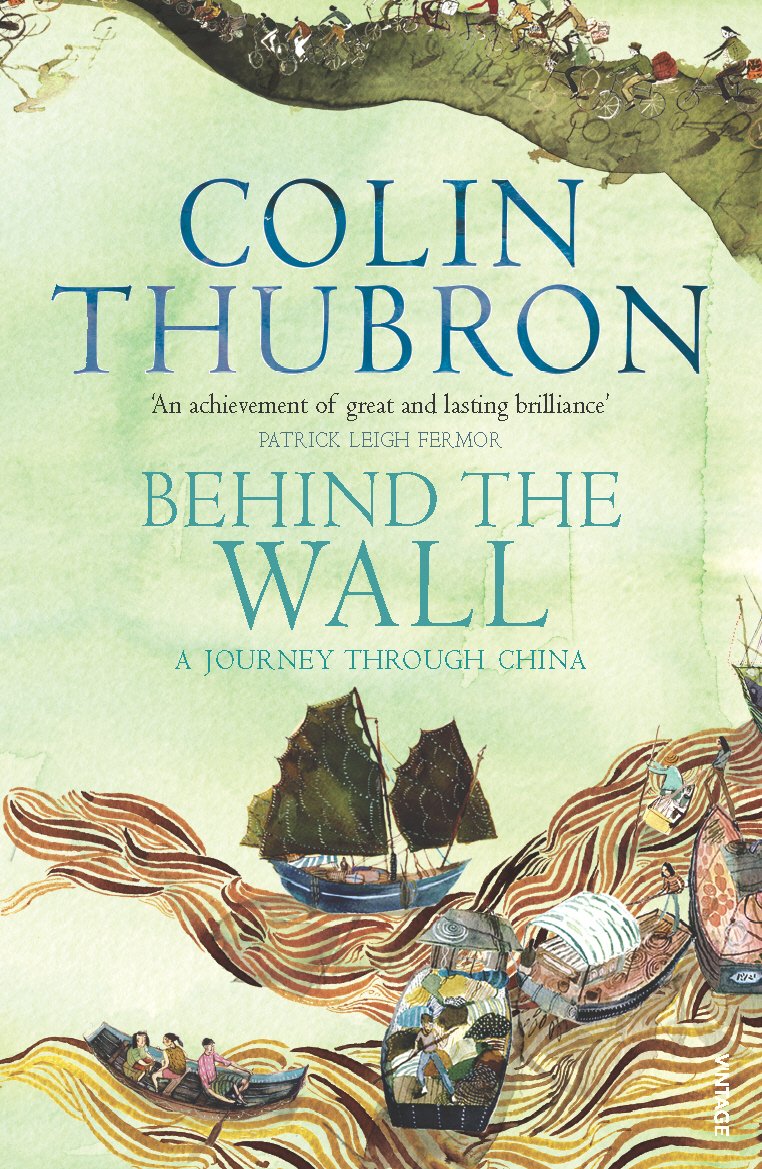 COLIN
THUBRON
‘An achievement of great and lasting brilliance’
PATRICK LEIGH FERMOR
BEHIND THE
WALL
A JOURNEY THROUGH CHINA
VINTAGE